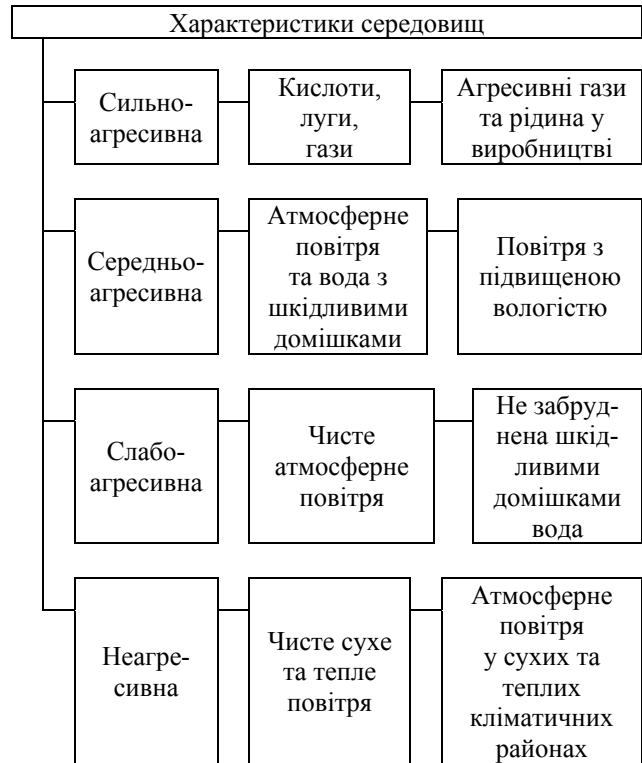 Характеристики середовищ
Сильно-
агресивна
Кислоти,
луги,
гази
Агресивні гази
та рідина у
виробництві
Середньо-
агресивна
Атмосферне
повітря
та вода з
шкідливими
домішками
Повітря з
підвищеною
вологістю
Слабо-
агресивна
Чисте
атмосферне
повітря
Не забруд-
нена шкід-
ливими
домішками
вода
Неагре-
сивна
Чисте сухе
та тепле
повітря
Атмосферне
повітря
у сухих та
теплих
кліматичних
районах